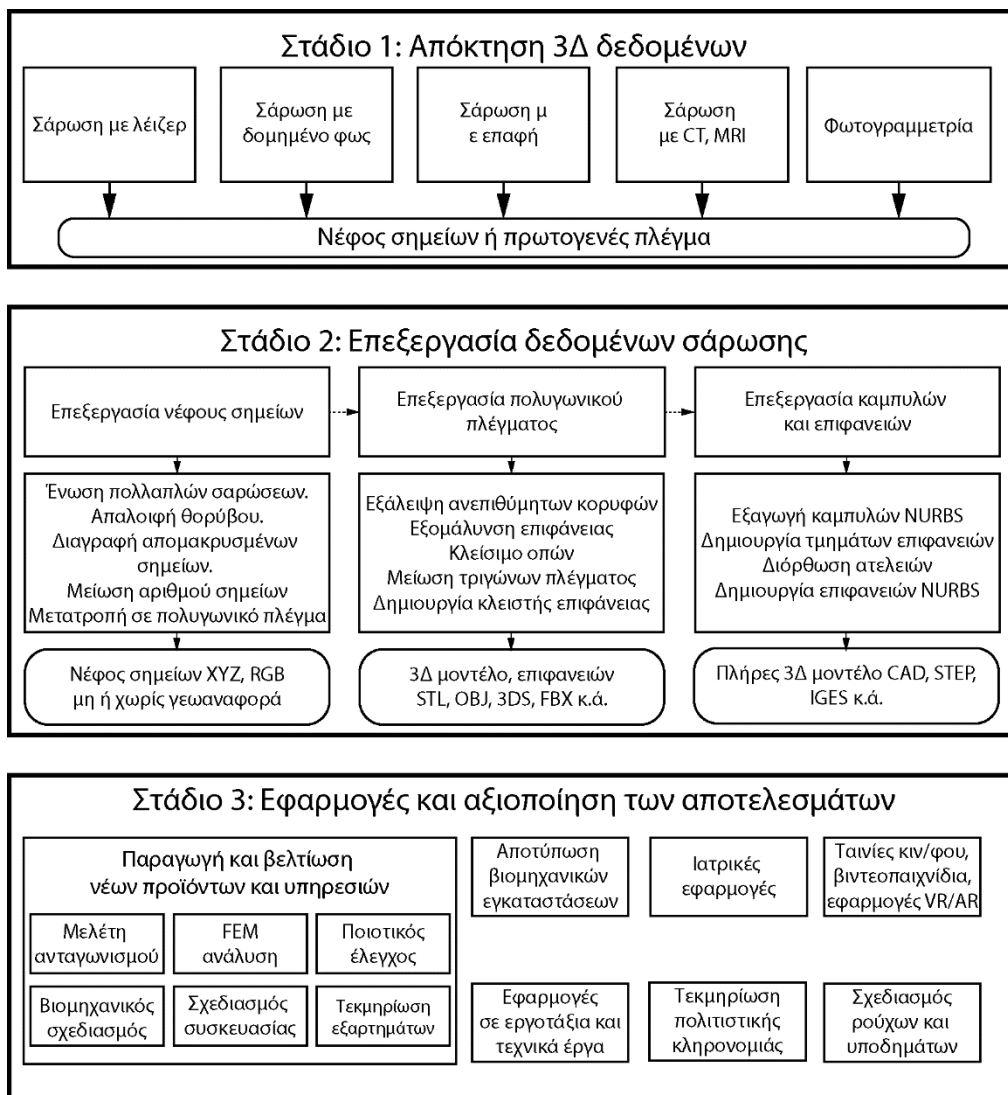 Στάδιο 1: Απόκτηση 3Δ δεδομένων
Σάρωση με λέιζερ
Σάρωση με
δομημένο φως
Σάρωση μ
ε επαφή
Σάρωση
με CT, MRI
Φωτογραμμετρία
Νέφος σημείων ή πρωτογενές πλέγμα
Στάδιο 2: Επεξεργασία δεδομένων σάρωσης
Επεξεργασία νέφους σημείων
Επεξεργασία πολυγωνικού
πλέγματος
Επεξεργασία καμπυλών
και επιφανειών
Ένωση πολλαπλών σαρώσεων.
Απαλοιφή θορύβου.
Διαγραφή απομακρυσμένων
σημείων.
Μείωση αριθμού σημείων
Μετατροπή σε πολυγωνικό πλέγμα
Εξάλειψη ανεπιθύμητων κορυφών
Εξομάλυνση επιφάνειας
Κλείσιμο οπών
Μείωση τριγώνων πλέγματος
Δημιουργία κλειστής επιφάνειας
Εξαγωγή καμπυλών NURBS
Δημιουργία τμημάτων επιφανειών
Διόρθωση ατελειών
Δημιουργία επιφανειών NURBS
Νέφος σημείων XYZ, RGB
μη ή χωρίς γεωαναφορά
3Δ μοντέλο, επιφανειών
STL, OBJ, 3DS, FBX κ.ά.
Πλήρες 3Δ μοντέλο CAD, STEP,
IGES κ.ά.
Στάδιο 3: Εφαρμογές και αξιοποίηση των αποτελεσμάτων
Παραγωγή και βελτίωση
νέων προϊόντων και υπηρεσιών
Μελέτη
ανταγωνισμού
FEM
ανάλυση
Ποιοτικός
έλεγχος
Βιομηχανικός
σχεδιασμός
Σχεδιασμός
συσκευασίας
Τεκμηρίωση
εξαρτημάτων
Αποτύπωση
βιομηχανικών
εγκαταστάσεων
Ιατρικές
εφαρμογές
Ταινίες κιν/φου,
βιντεοπαιχνίδια,
εφαρμογές VR/AR
Εφαρμογές
σε εργοτάξια και
τεχνικά έργα
Τεκμηρίωση
πολιτιστικής
κληρονομιάς
Σχεδιασμός
ρούχων και
υποδημάτων